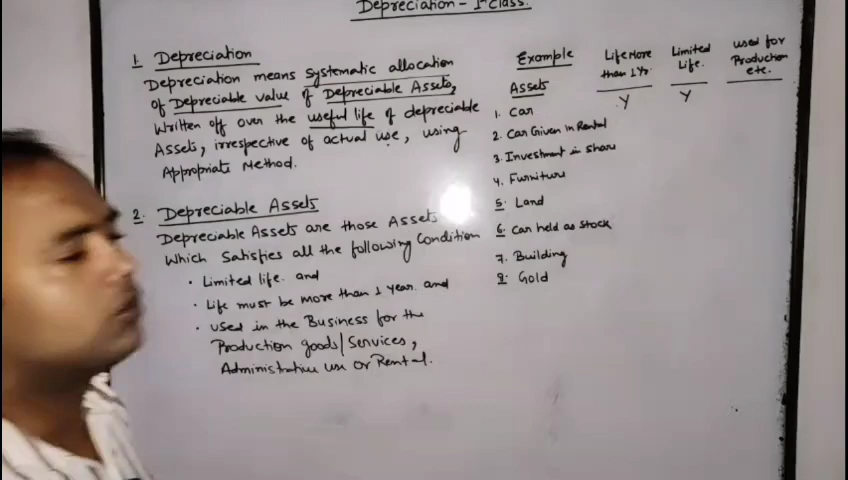 Depreciation - 1st Class.
1. Depreciation
Depreciation means systematic allocation
of Depreciable value of Depreciable Assets,
Written off over the useful life of depreciable
Assets, irrespective of actual use, using
Appropriate Method.
2. Depreciable Assets
Depreciable Assets are those Assets
Which Satisfies all the following Condition
• Limited life. and
• Life must be more than 1 year. and
• used in the Business for the
Production goods/Services,
Administrative use or Rental.
Example
Life More
than 1 Yr.
Limited
Life.
used for
Production
etc.
Assets
1. Car Y Y
2. Car Given in Rental
3. Investment in Share
4. Furniture
5. Land
6. Car held as Stock
7. Building
8. Gold